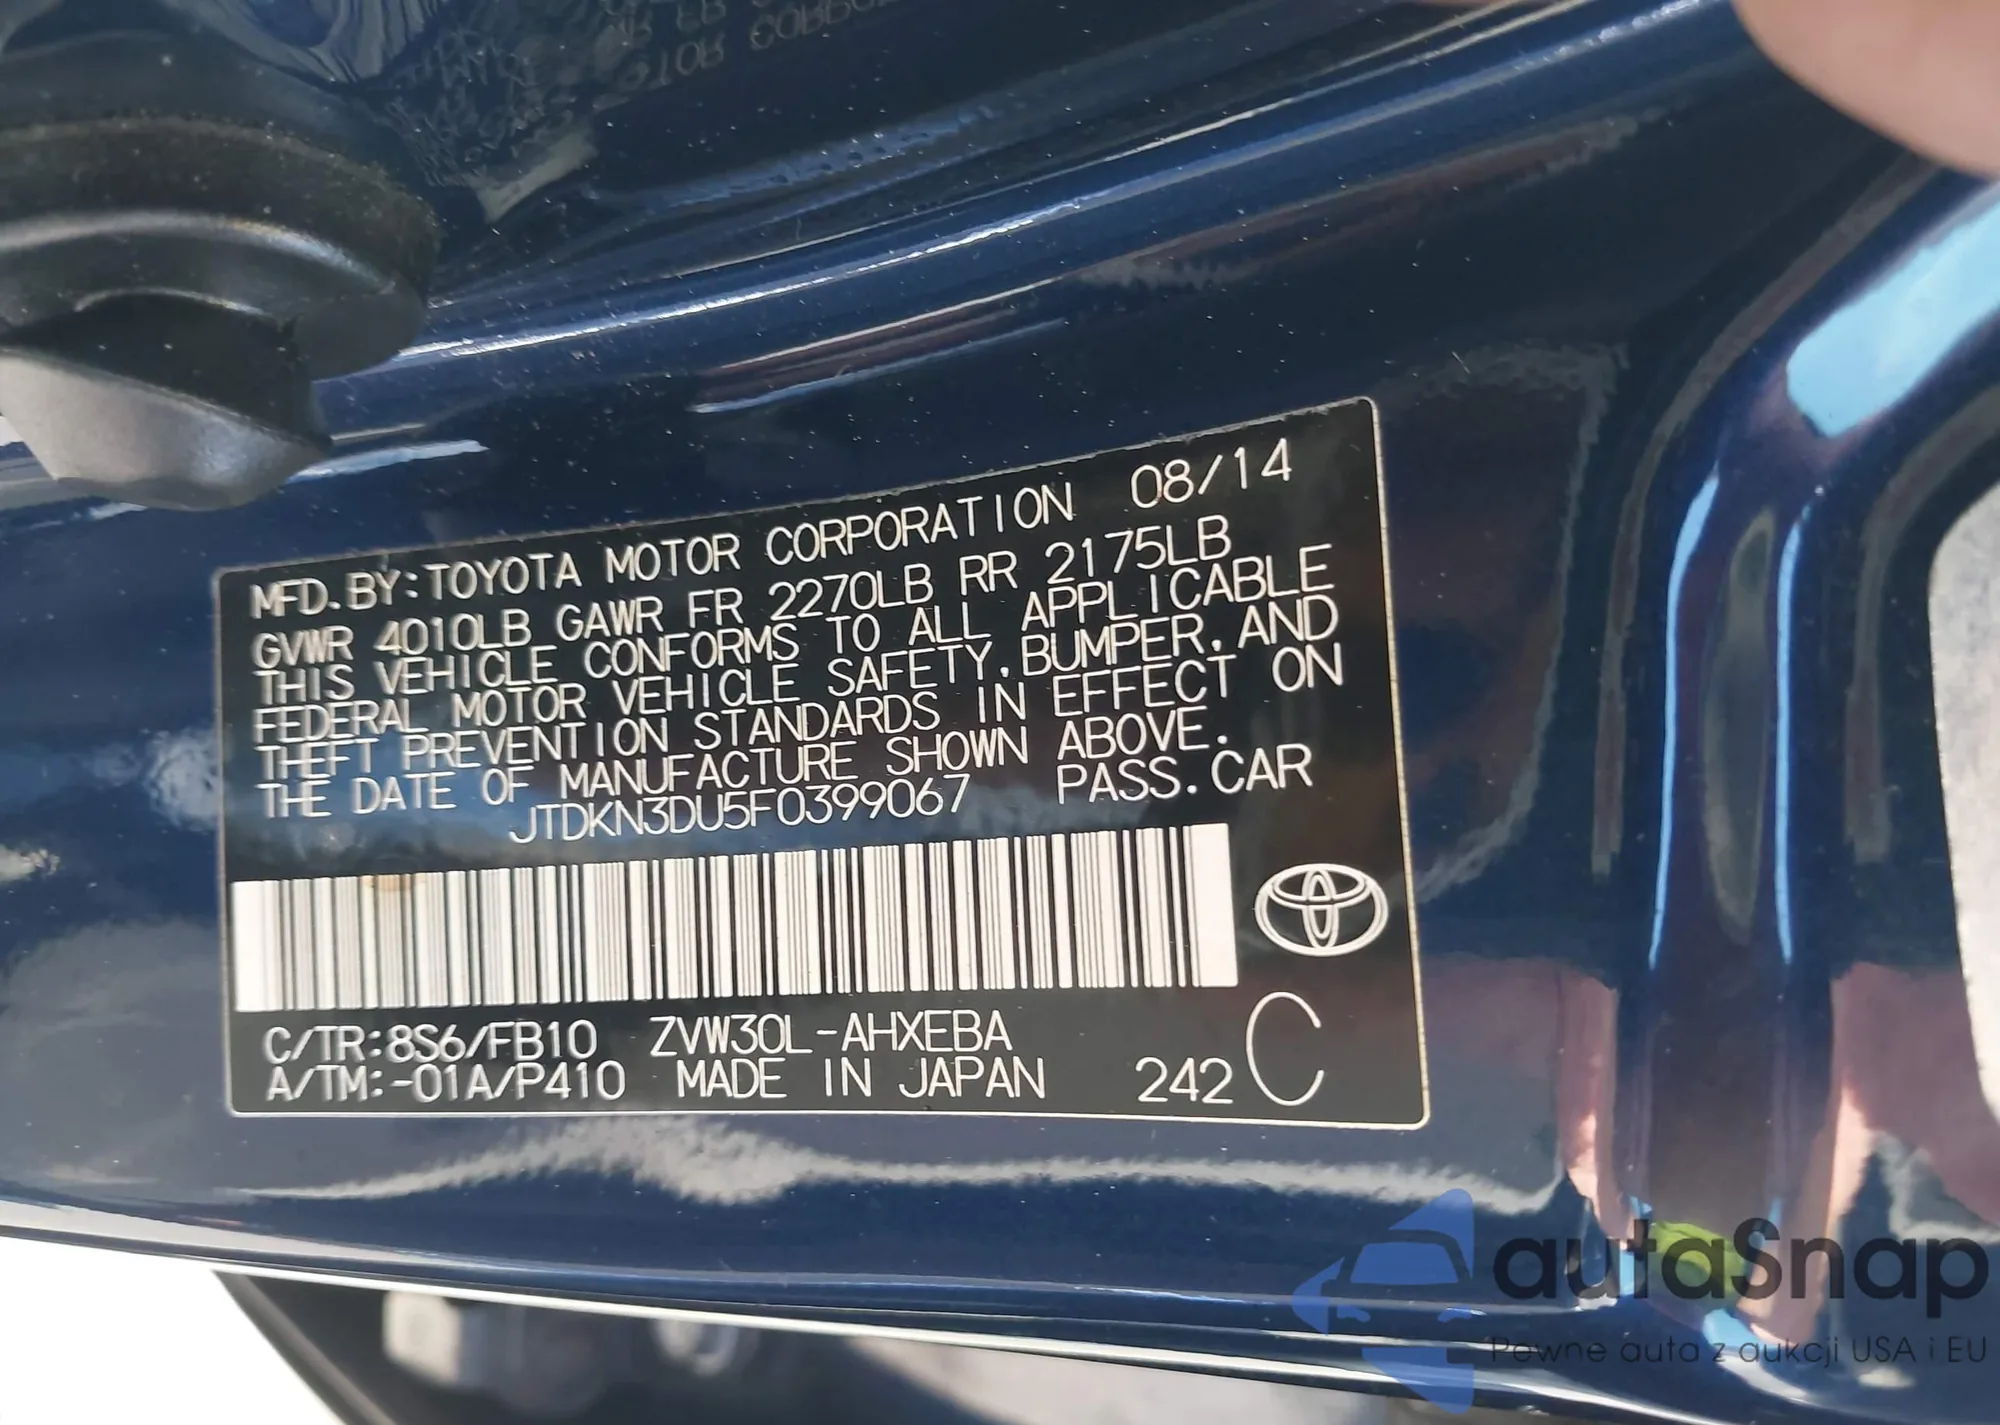 MFD. BY: TOYOTA MOTOR CORPORATION 08/14
GVWR 4010LB GAWR FR 2270LB RR 2175LB
THIS VEHICLE CONFORMS TO ALL APPLICABLE
FEDERAL MOTOR VEHICLE SAFETY, BUMPER, AND
THEFT PREVENTION STANDARDS IN EFFECT ON
THE DATE OF MANUFACTURE SHOWN ABOVE.
JTDKN3DU5F0399067 PASS. CAR
C/TR: 8S6/FB10 ZVW30L-AHXEBA
A/TM: -01A/P410 MADE IN JAPAN 242 C
autaSnap
Pewne auta z aukcji USA i EU